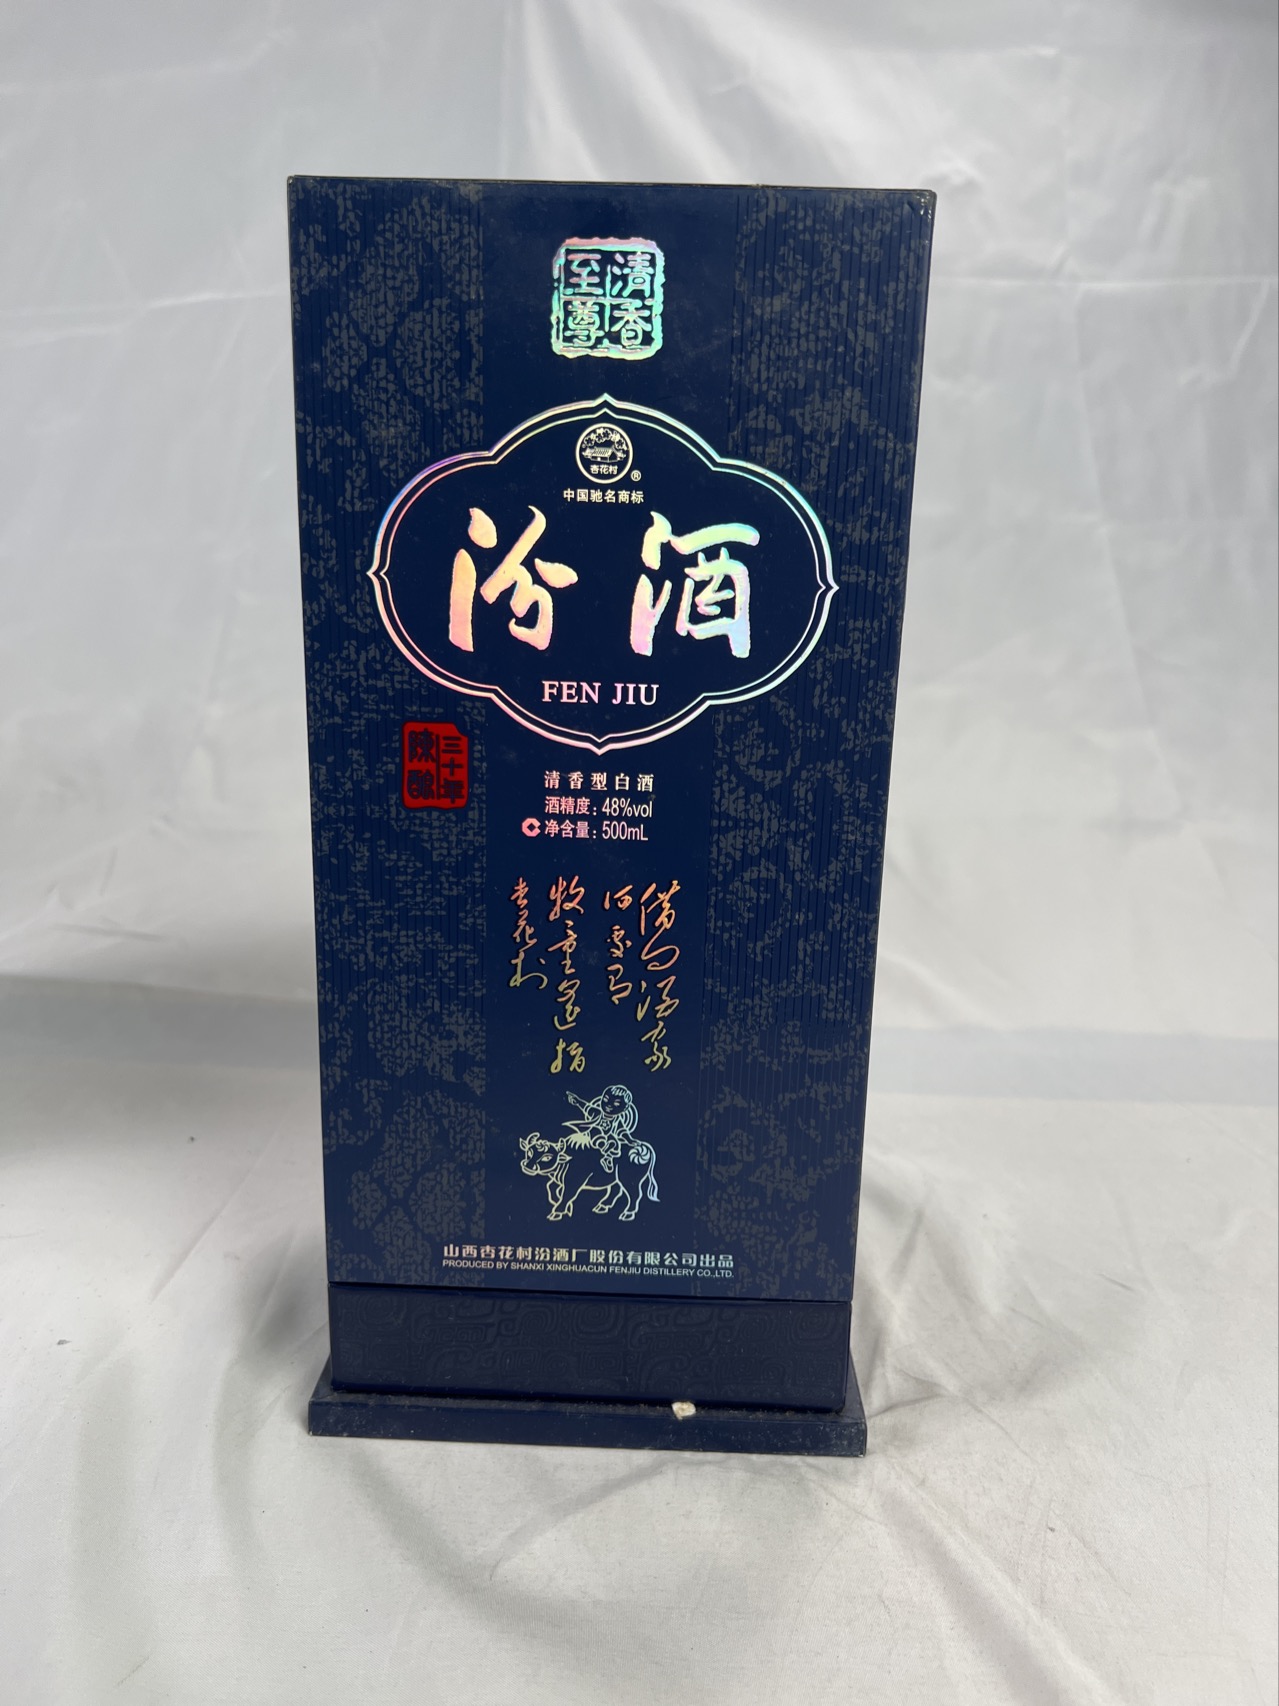 清香
至尊
杏花村
®
中国驰名商标
汾酒
FEN JIU
三十年
陳酿
清香型白酒
酒精度:48%vol
净含量:500mL
借问酒家
何处有
牧童遥指
杏花村
山西杏花村汾酒厂股份有限公司出品
PRODUCED BY SHANXI XINGHUACUN FENJIU DISTILLERY CO.,LTD.